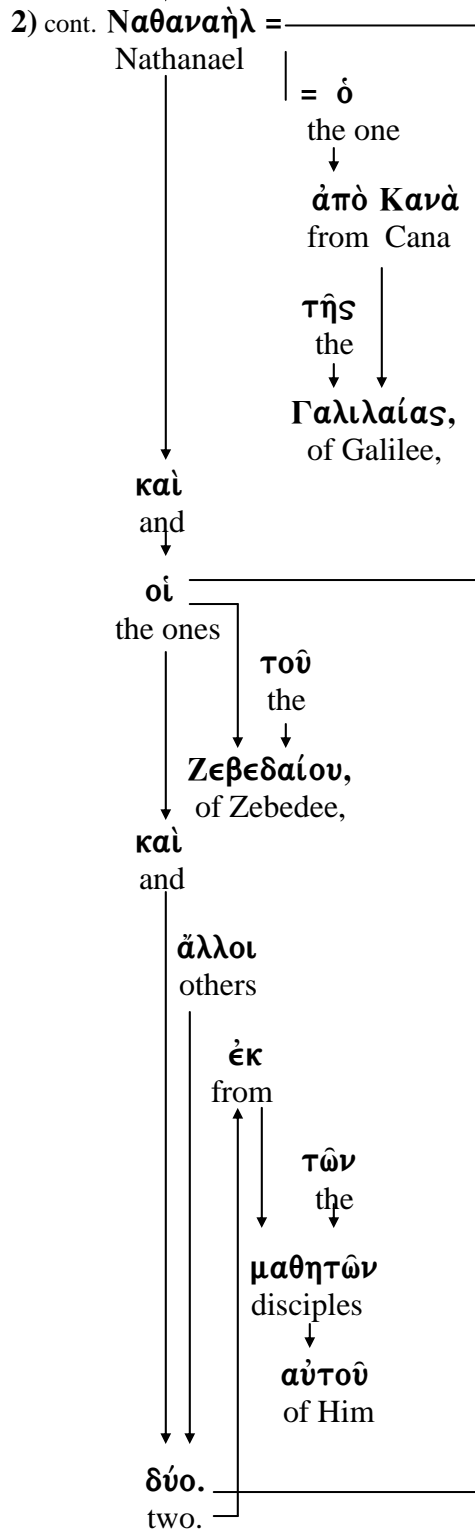 2) cont. Ναθαναὴλ =
Nathanael
= ὁ
the one
ἀπὸ Κανὰ
from Cana
τῆς
the
Γαλιλαίας,
of Galilee,
καὶ
and
οἱ
the ones
τοῦ
the
Ζεβεδαίου,
of Zebedee,
καὶ
and
ἄλλοι
others
ἐκ
from
τῶν
the
μαθητῶν
disciples
αὐτοῦ
of Him
δύο.
two.